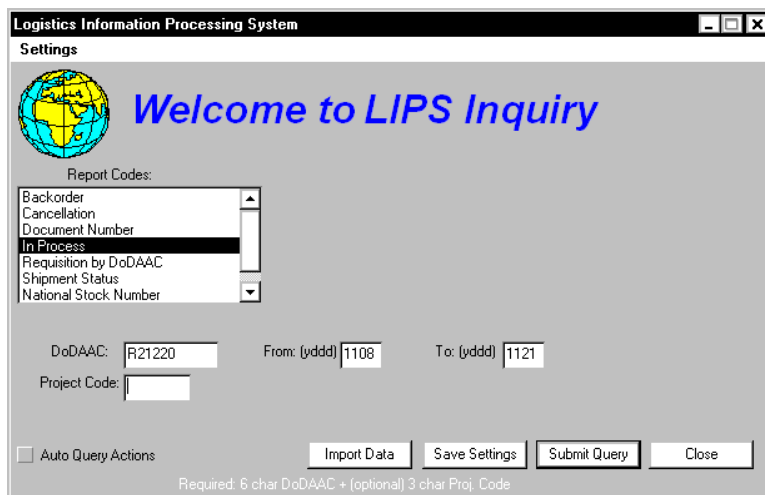 Logistics Information Processing System
Settings
Welcome to LIPS Inquiry
Report Codes:
Backorder
Cancellation
Document Number
In Process
Requisition by DoDAAC
Shipment Status
National Stock Number
DoDAAC: R21220 From: (yddd) 1108 To: (yddd) 1121
Project Code:
Auto Query Actions Import Data Save Settings Submit Query Close
Required: 6 char DoDAAC + (optional) 3 char Proj. Code